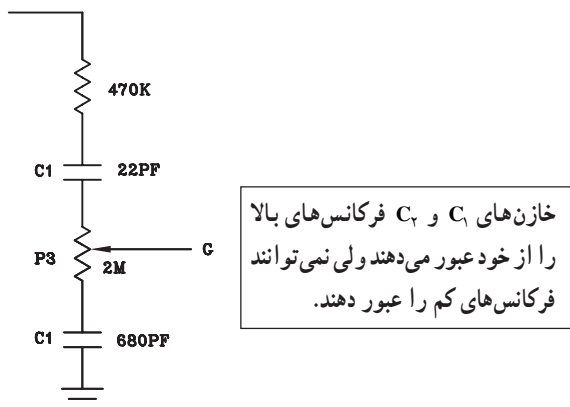 470K
C1 22PF
P3 2M G
C1 680PF
خازن‌های C۱ و C۲ فرکانس‌های بالا
را از خود عبور می‌دهند ولی نمی‌توانند
فرکانس‌های کم را عبور دهند.